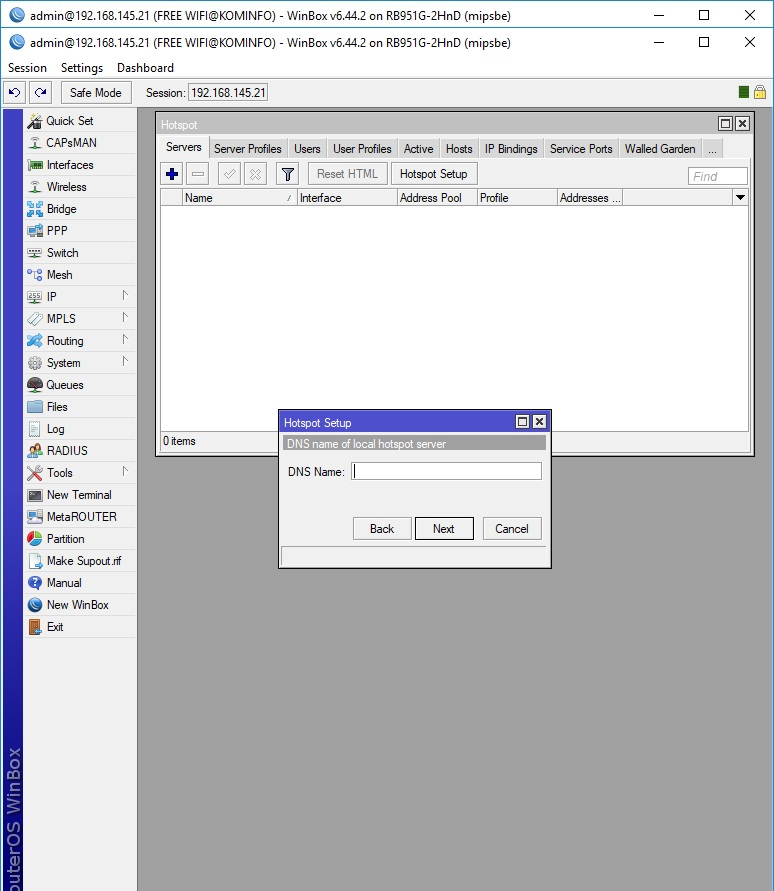 admin@192.168.145.21 (FREE WIFI@KOMINFO) - WinBox v6.44.2 on RB951G-2HnD (mipsbe)
admin@192.168.145.21 (FREE WIFI@KOMINFO) - WinBox v6.44.2 on RB951G-2HnD (mipsbe)
Session Settings Dashboard
Safe Mode Session: 192.168.145.21
Quick Set
CAPsMAN
Interfaces
Wireless
Bridge
PPP
Switch
Mesh
IP
MPLS
Routing
System
Queues
Files
Log
RADIUS
Tools
New Terminal
MetaROUTER
Partition
Make Supout.rif
Manual
New WinBox
Exit
outerOS WinBox
Hotspot
Servers Server Profiles Users User Profiles Active Hosts IP Bindings Service Ports Walled Garden ...
Reset HTML Hotspot Setup Find
Name Interface Address Pool Profile Addresses ...
0 items
Hotspot Setup
DNS name of local hotspot server
DNS Name:
Back Next Cancel